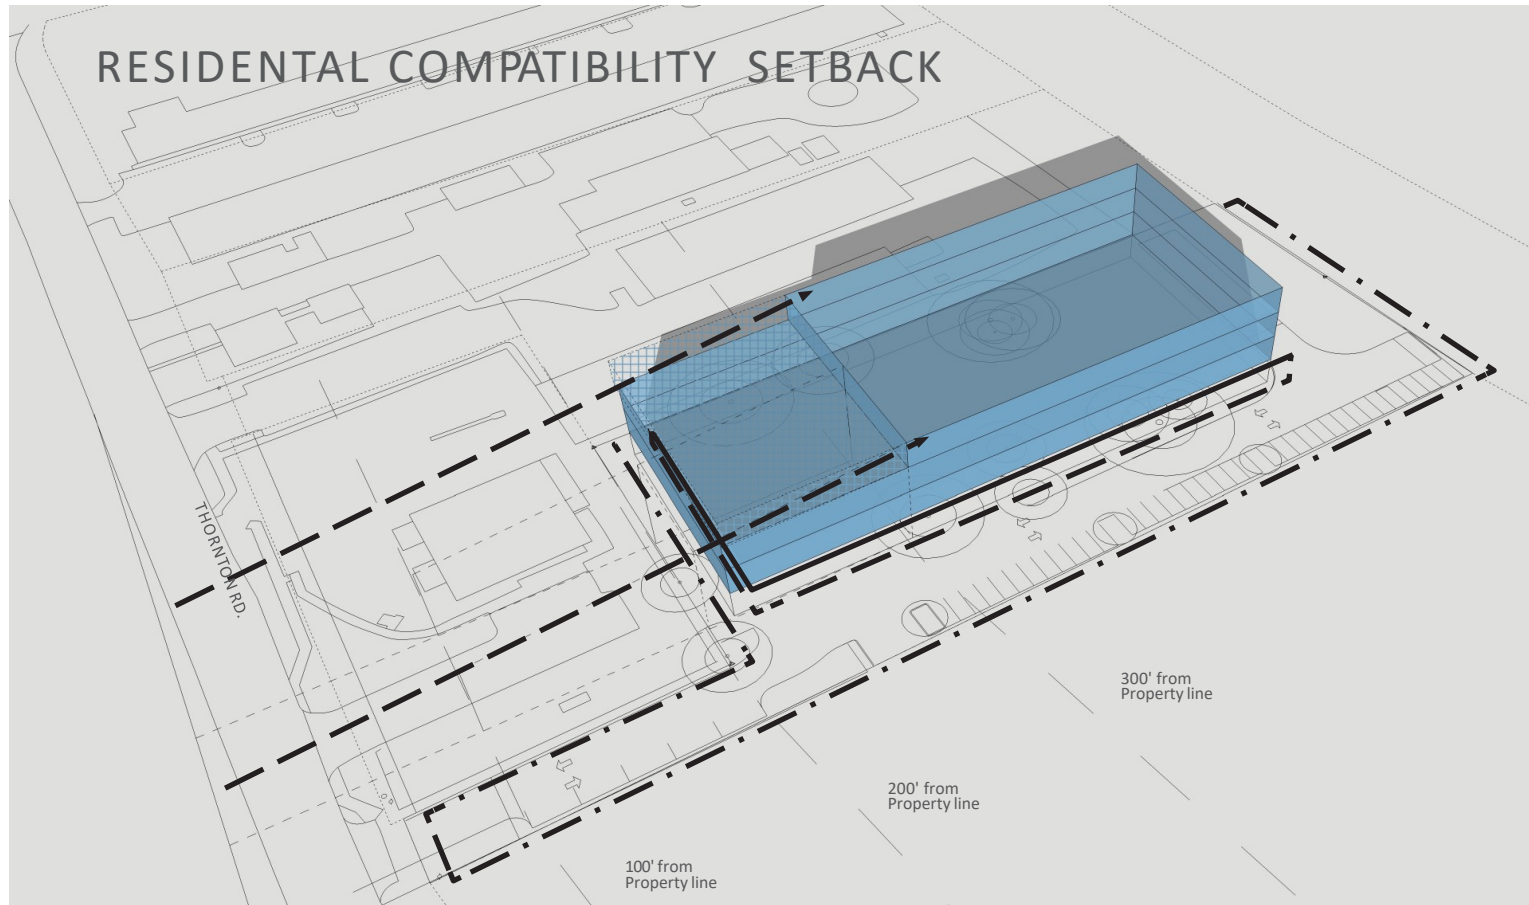 RESIDENTAL COMPATIBILITY SETBACK
THORNTON RD.
300' from
Property line
200' from
Property line
100' from
Property line